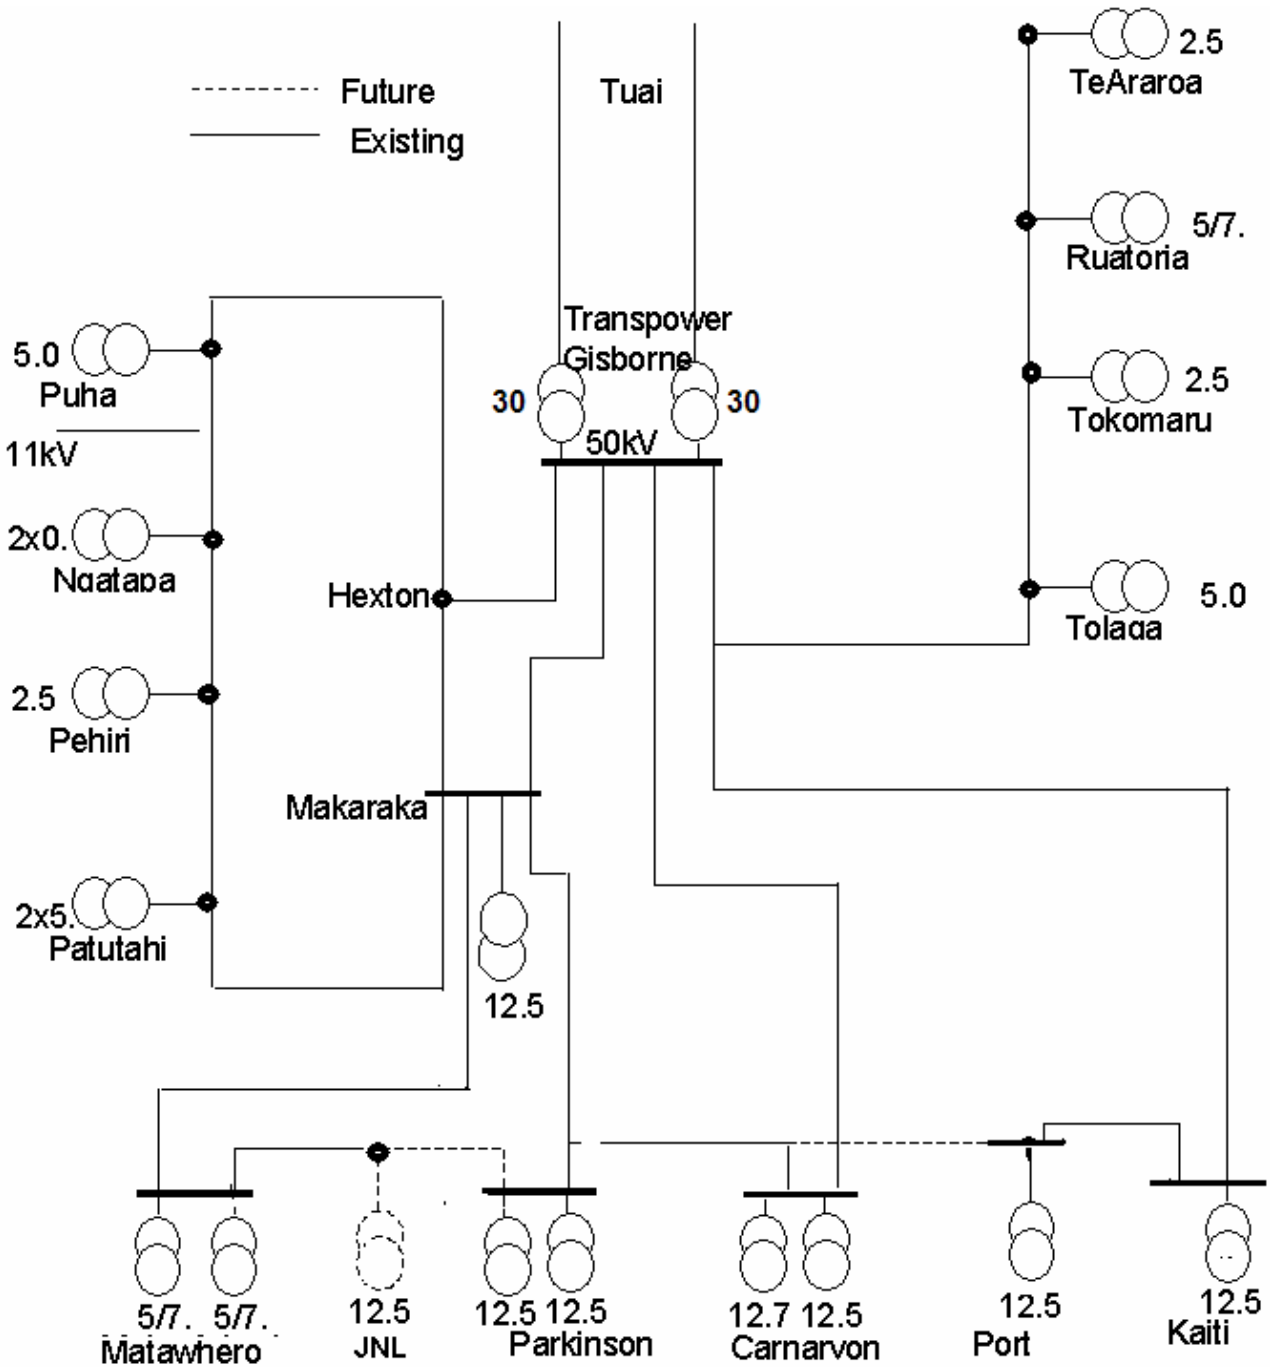 Future
Existing
Tuai
2.5
TeAraroa
5/7.
Ruatoria
Transpower
Gisborne
5.0
Puha
30
30
2.5
Tokomaru
50kV
11kV
2x0.
Ngatapa
Hexton
5.0
Tolaga
2.5
Pehiri
Makaraka
2x5.
Patutahi
12.5
5/7.
5/7.
Matawhero
12.5
JNL
12.5
12.5
Parkinson
12.7
12.5
Carnarvon
12.5
Port
12.5
Kaiti